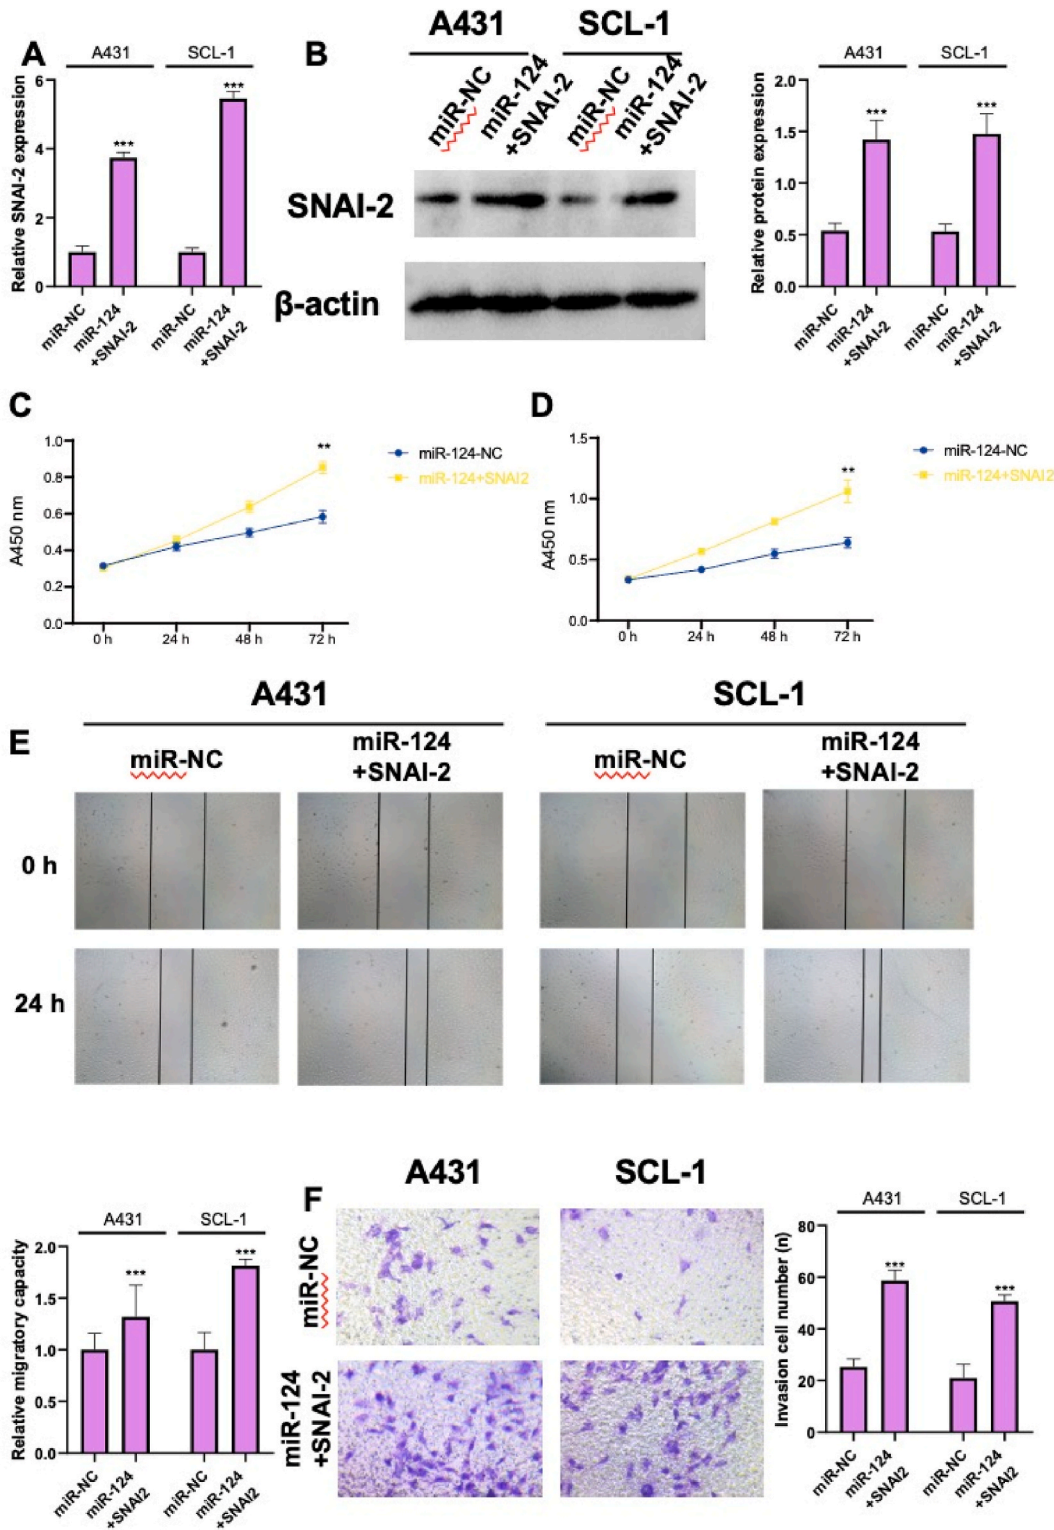 A
A431
SCL-1
Relative SNAI-2 expression
6
4
2
0
***
***
miR-NC
miR-124
+SNAI-2
miR-NC
miR-124
+SNAI-2
B
A431
SCL-1
miR-NC
miR-124
+SNAI-2
miR-NC
miR-124
+SNAI-2
SNAI-2
β-actin
A431
SCL-1
Relative protein expression
2.0
1.5
1.0
0.5
0.0
***
***
miR-NC
miR-124
+SNAI-2
miR-NC
miR-124
+SNAI-2
C
A450 nm
1.0
0.8
0.6
0.4
0.2
0.0
**
0 h
24 h
48 h
72 h
miR-124-NC
miR-124+SNAI2
D
A450 nm
1.5
1.0
0.5
0.0
**
0 h
24 h
48 h
72 h
miR-124-NC
miR-124+SNAI2
E
A431
SCL-1
miR-NC
miR-124
+SNAI-2
miR-NC
miR-124
+SNAI-2
0 h
24 h
A431
SCL-1
Relative migratory capacity
2.0
1.5
1.0
0.5
0.0
***
***
miR-NC
miR-124
+SNAI2
miR-NC
miR-124
+SNAI2
F
A431
SCL-1
miR-NC
miR-124
+SNAI-2
A431
SCL-1
Invasion cell number (n)
80
60
40
20
0
***
***
miR-NC
miR-124
+SNAI2
miR-NC
miR-124
+SNAI2